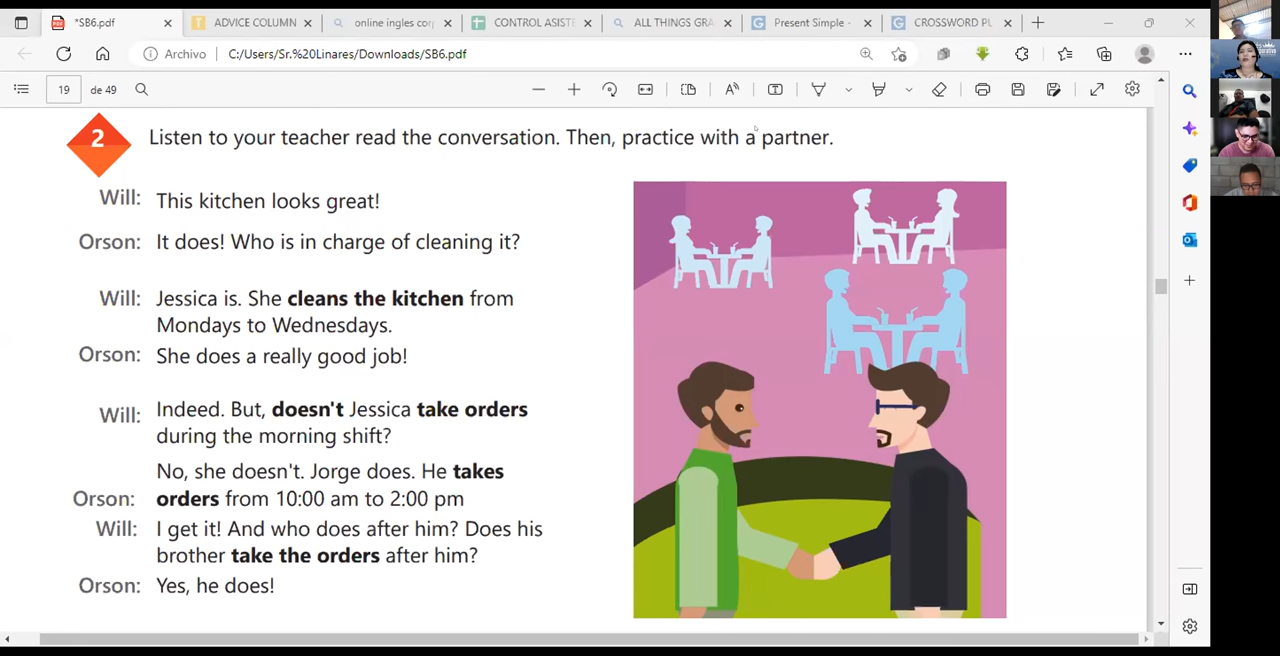 *SB6.pdf
ADVICE COLUMN
online ingles cor
CONTROL ASISTE
ALL THINGS GRA
Present Simple -
CROSSWORD PU
Archivo
C:/Users/Sr.%20Linares/Downloads/SB6.pdf
19 de 49
2 Listen to your teacher read the conversation. Then, practice with a partner.
Will: This kitchen looks great!
Orson: It does! Who is in charge of cleaning it?
Will: Jessica is. She cleans the kitchen from
Mondays to Wednesdays.
Orson: She does a really good job!
Will: Indeed. But, doesn't Jessica take orders
during the morning shift?
No, she doesn't. Jorge does. He takes
Orson: orders from 10:00 am to 2:00 pm
Will: I get it! And who does after him? Does his
brother take the orders after him?
Orson: Yes, he does!